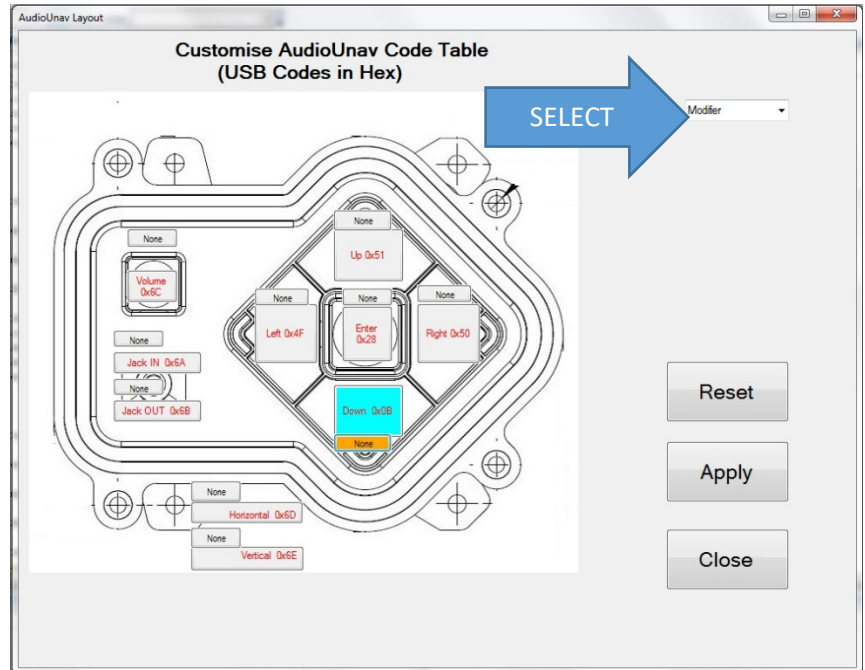 AudioUnav Layout
Customise AudioUnav Code Table
(USB Codes in Hex)
SELECT
Modifier
None
Up 0x51
None
Volume
0x6C
None
Left 0x4F
None
Enter
0x28
None
Right 0x50
None
Jack IN 0x6A
None
Jack OUT 0x6B
Down 0x0B
None
None
Horizontal 0x6D
None
Vertical 0x6E
Reset
Apply
Close